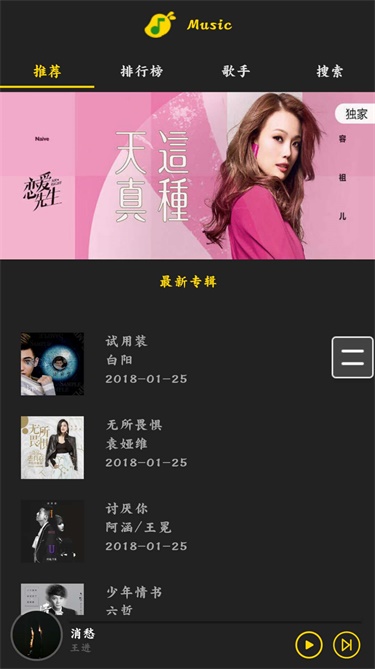 Music
推荐 排行榜 歌手 搜索
独家
Naive
恋爱先生
天真
這種
容祖儿
最新专辑
试用装
白阳
2018-01-25
无所畏惧
袁娅维
2018-01-25
讨厌你
阿涵/王冕
2018-01-25
少年情书
六哲
消愁